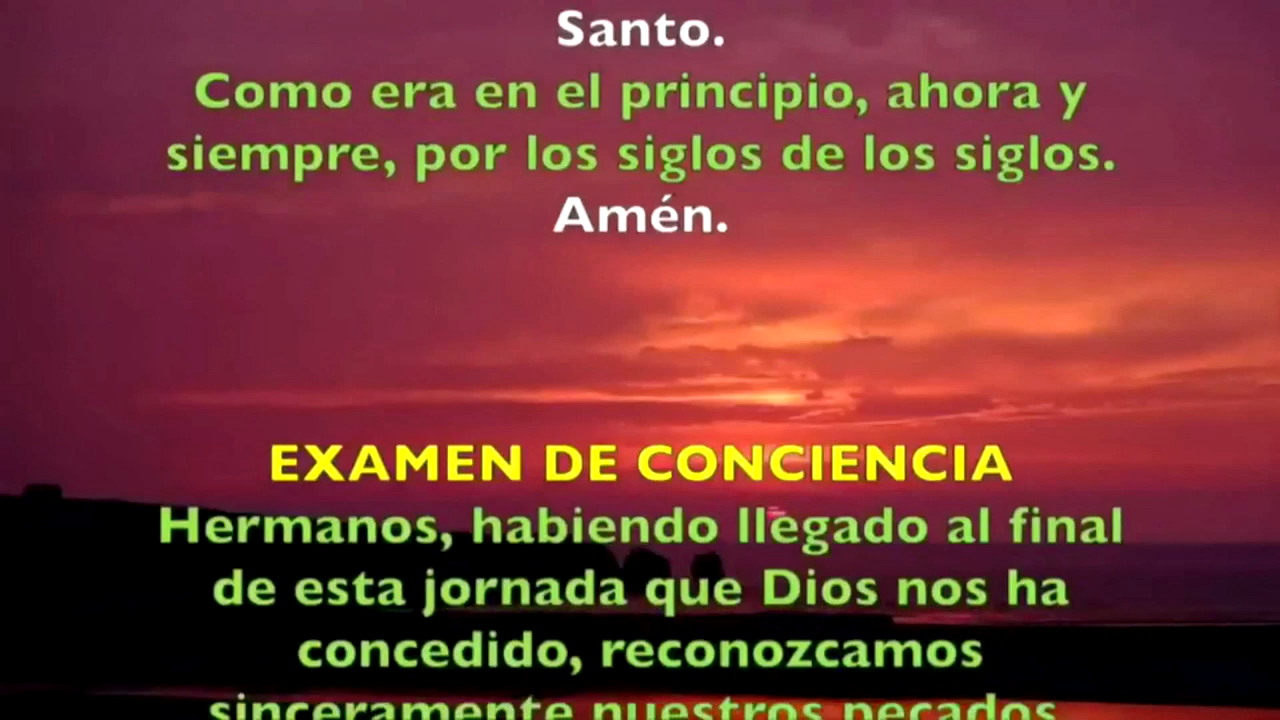 Santo.
Como era en el principio, ahora y
siempre, por los siglos de los siglos.
Amén.
EXAMEN DE CONCIENCIA
Hermanos, habiendo llegado al final
de esta jornada que Dios nos ha
concedido, reconozcamos
sinceramente nuestros pecados